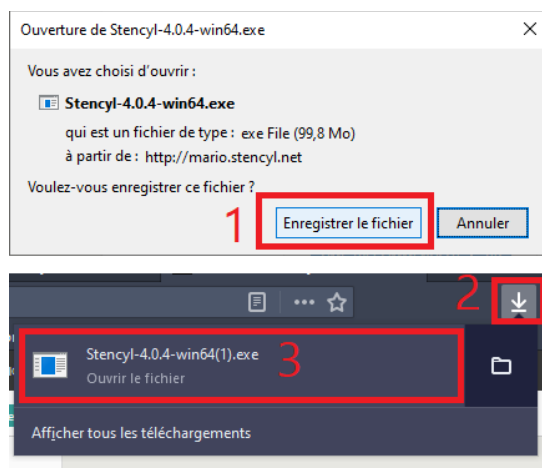 Ouverture de Stencyl-4.0.4-win64.exe
Vous avez choisi d'ouvrir :
Stencyl-4.0.4-win64.exe
qui est un fichier de type : exe File (99,8 Mo)
à partir de : http://mario.stencyl.net
Voulez-vous enregistrer ce fichier ?
1 Enregistrer le fichier Annuler
2
Stencyl-4.0.4-win64(1).exe 3
Ouvrir le fichier
Afficher tous les téléchargements